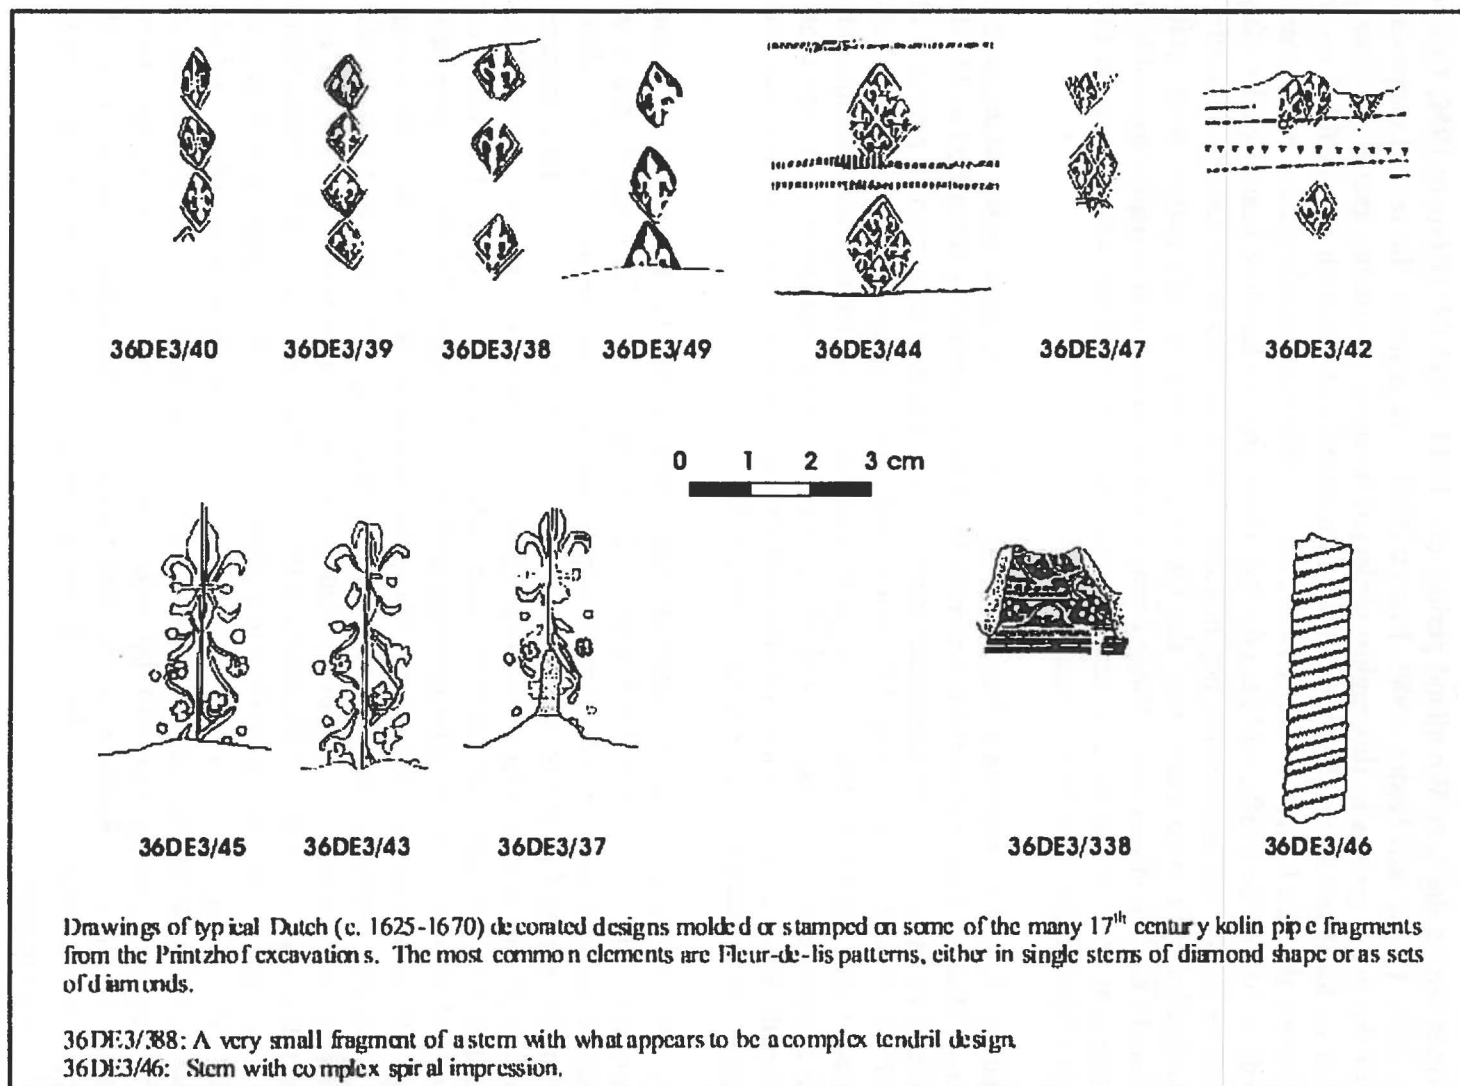 36DE3/40 36DE3/39 36DE3/38 36DE3/49 36DE3/44 36DE3/47 36DE3/42
0 1 2 3 cm
36DE3/45 36DE3/43 36DE3/37 36DE3/338 36DE3/46
Drawings of typical Dutch (c. 1625-1670) decorated designs molded or stamped on some of the many 17th century kolin pipe fragments
from the Printzhof excavations. The most common elements are Fleur-de-lis patterns, either in single stems of diamond shape or as sets
of diamonds.
36DE3/388: A very small fragment of a stem with what appears to be a complex tendril design.
36DE3/46: Stem with complex spiral impression.